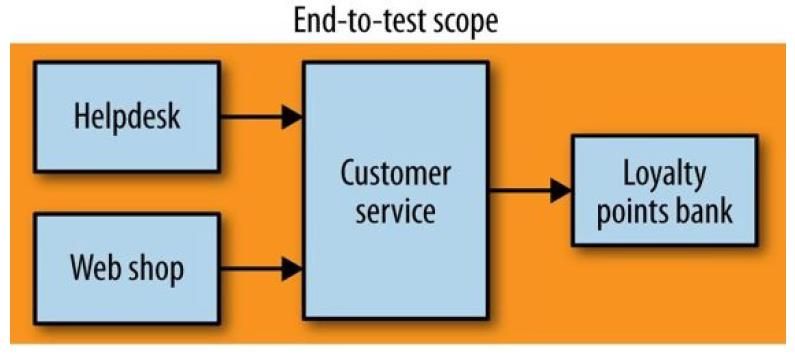 End-to-test scope
Helpdesk
Customer
service
Loyalty
points bank
Web shop